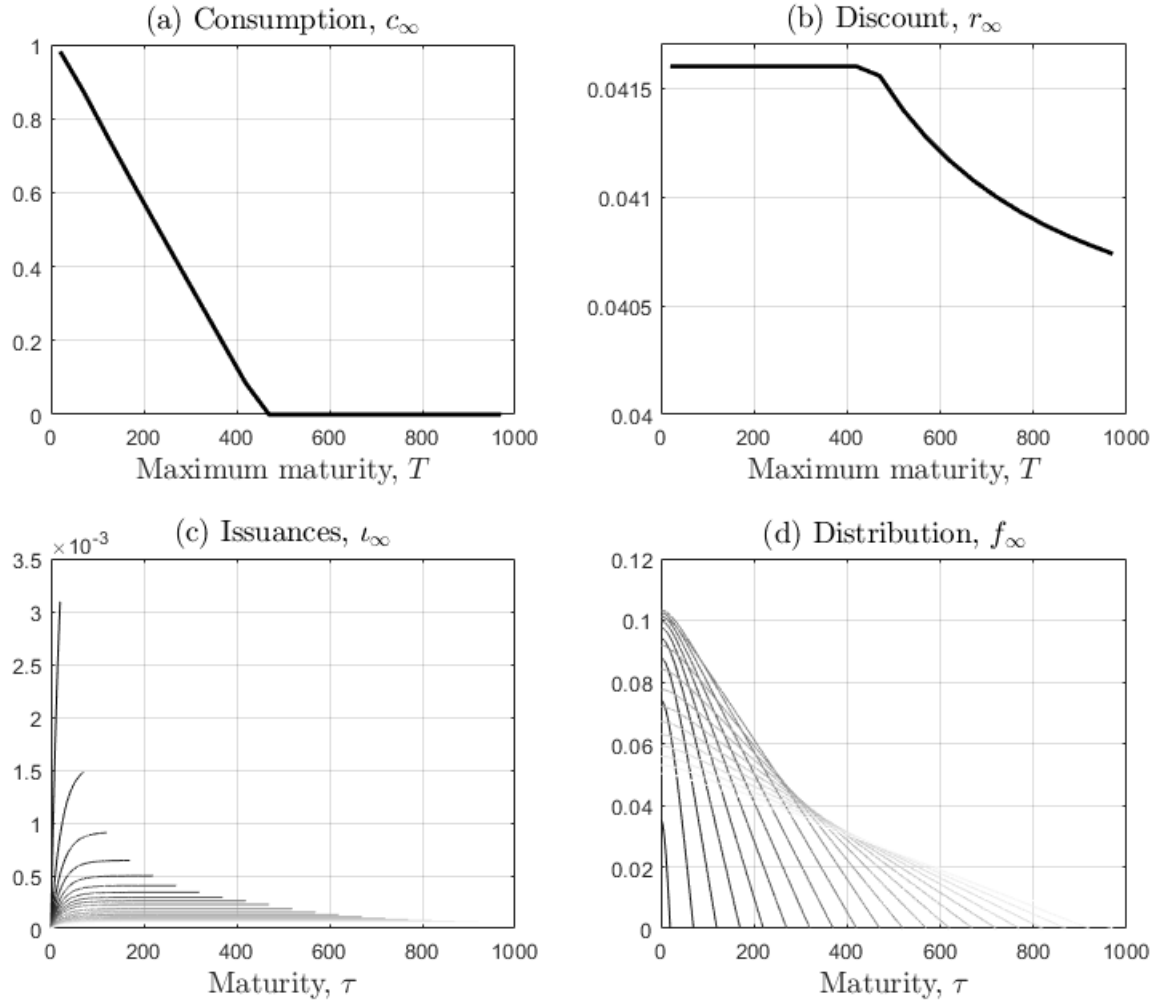 (a) Consumption, c∞
1
0.8
0.6
0.4
0.2
0
0 200 400 600 800 1000
Maximum maturity, T
(b) Discount, r∞
0.0415
0.041
0.0405
0.04
0 200 400 600 800 1000
Maximum maturity, T
(c) Issuances, ι∞
×10⁻³
3.5
3
2.5
2
1.5
1
0.5
0
0 200 400 600 800 1000
Maturity, τ
(d) Distribution, f∞
0.12
0.1
0.08
0.06
0.04
0.02
0
0 200 400 600 800 1000
Maturity, τ